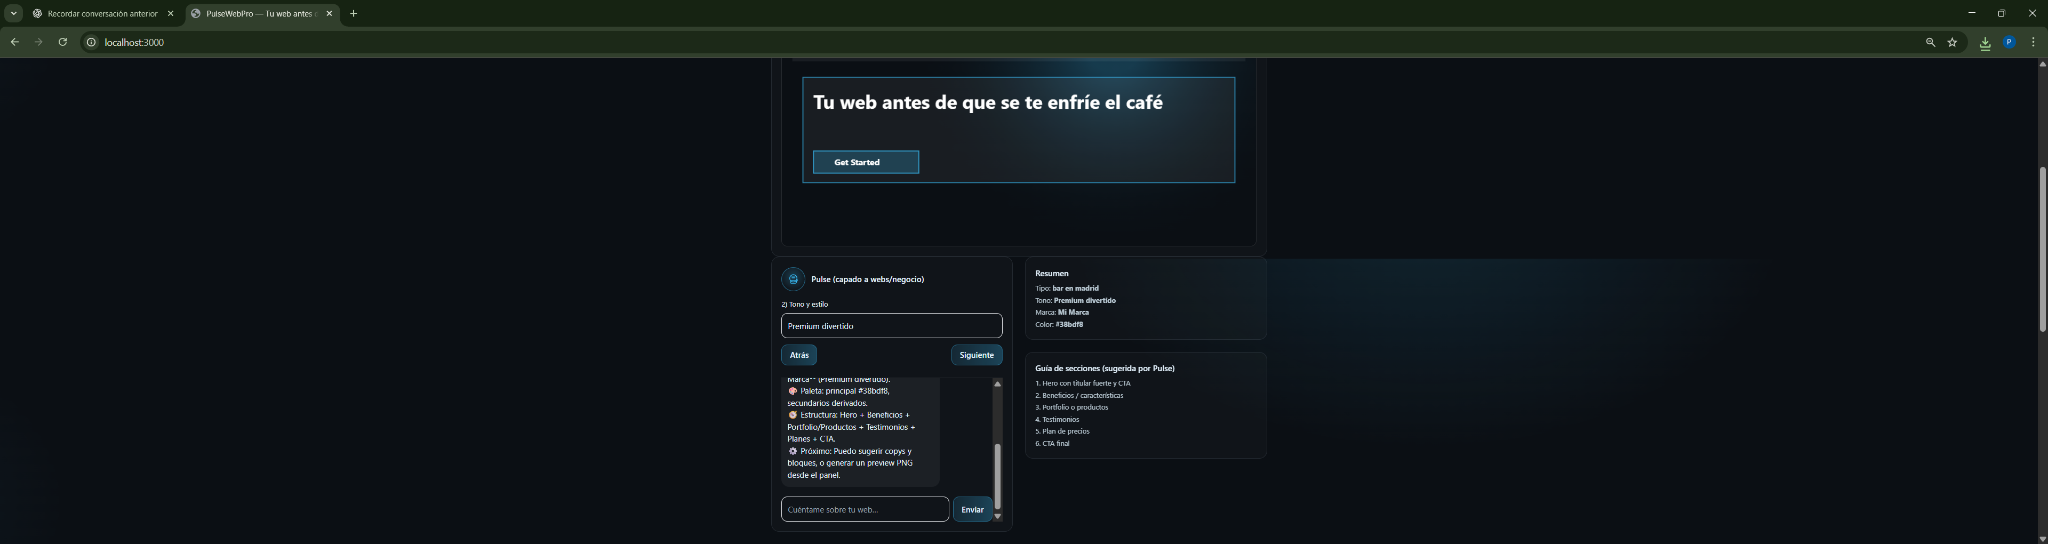 Recordar conversación anterior
PulseWebPro — Tu web antes
localhost:3000
P
Tu web antes de que se te enfríe el café
Get Started
Pulse (capado a webs/negocio)
2) Tono y estilo
Premium divertido
Atrás
Siguiente
Marca** (Premium divertido).
🎨 Paleta: principal #38bdf8,
secundarios derivados.
🧭 Estructura: Hero + Beneficios +
Portfolio/Productos + Testimonios +
Planes + CTA.
⚙️ Próximo: Puedo sugerir copys y
bloques, o generar un preview PNG
desde el panel.
Cuéntame sobre tu web...
Enviar
Resumen
Tipo: bar en madrid
Tono: Premium divertido
Marca: Mi Marca
Color: #38bdf8
Guía de secciones (sugerida por Pulse)
1. Hero con titular fuerte y CTA
2. Beneficios / características
3. Portfolio o productos
4. Testimonios
5. Plan de precios
6. CTA final